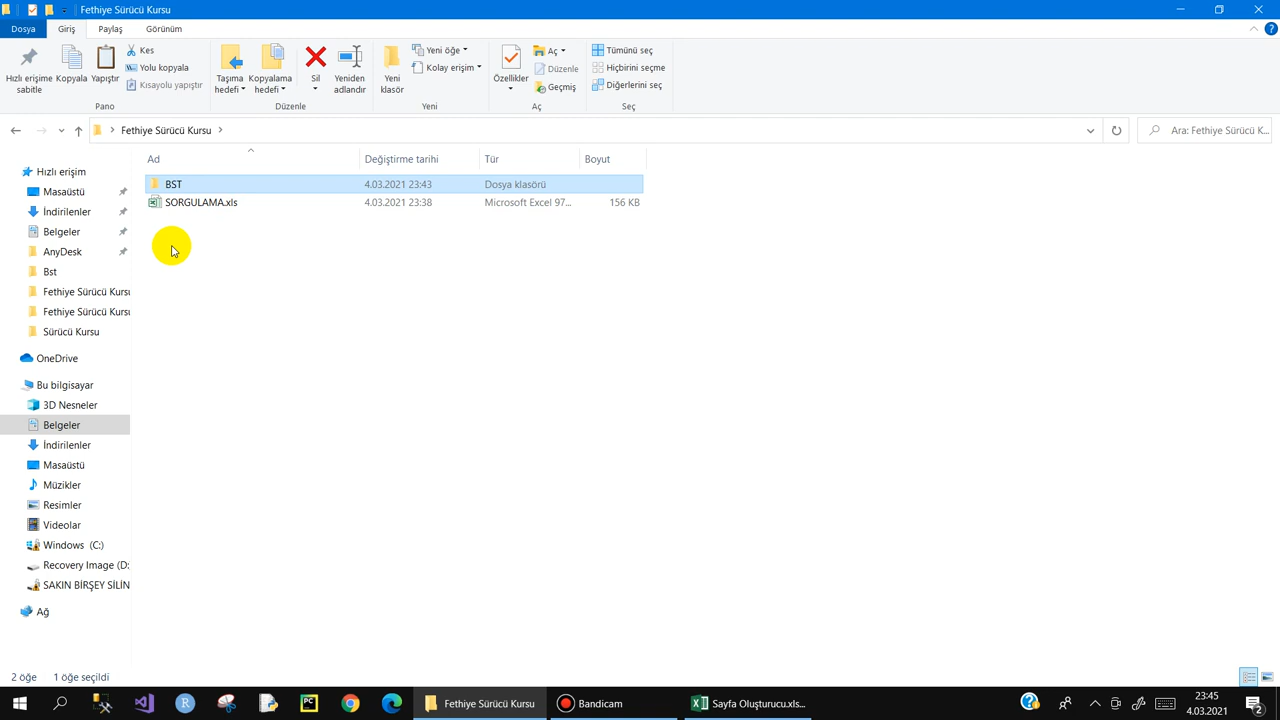 Fethiye Sürücü Kursu
Dosya Giriş Paylaş Görünüm
Hızlı erişime sabitle
Kopyala
Yapıştır
Kes
Yolu kopyala
Kısayolu yapıştır
Pano
Taşıma hedefi
Kopyalama hedefi
Sil
Yeniden adlandır
Düzenle
Yeni klasör
Yeni öğe
Kolay erişim
Yeni
Özellikler
Aç
Düzenle
Geçmiş
Aç
Tümünü seç
Hiçbirini seçme
Diğerlerini seç
Seç
Fethiye Sürücü Kursu
Ara: Fethiye Sürücü K...
Ad Değiştirme tarihi Tür Boyut
BST 4.03.2021 23:43 Dosya klasörü
SORGULAMA.xls 4.03.2021 23:38 Microsoft Excel 97... 156 KB
Hızlı erişim
Masaüstü
İndirilenler
Belgeler
AnyDesk
Bst
Fethiye Sürücü Kursu
Fethiye Sürücü Kursu
Sürücü Kursu
OneDrive
Bu bilgisayar
3D Nesneler
Belgeler
İndirilenler
Masaüstü
Müzikler
Resimler
Videolar
Windows (C:)
Recovery Image (D:
SAKIN BİRŞEY SİLİN
Ağ
2 öğe 1 öğe seçildi
PC
Fethiye Sürücü Kursu
Bandicam
Sayfa Oluşturucu.xls...
23:45
4.03.2021
2